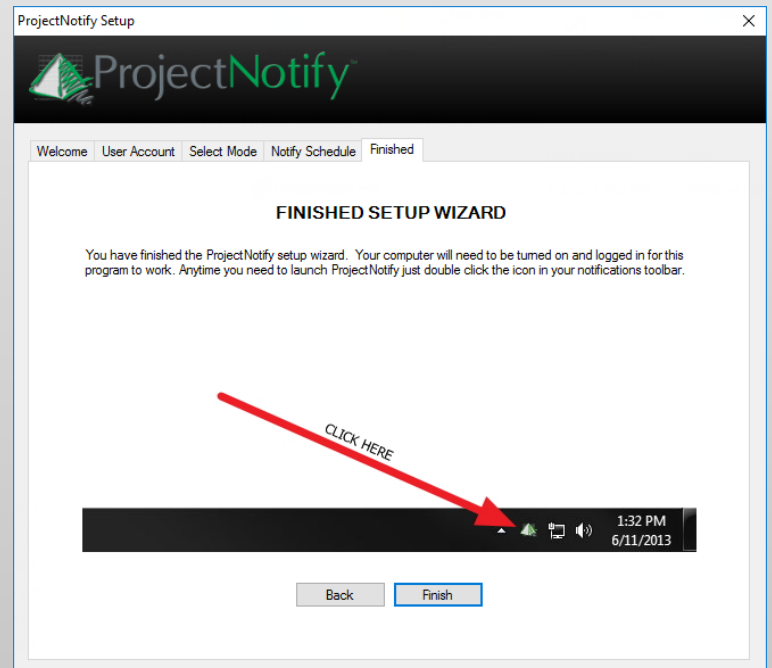 ProjectNotify Setup
ProjectNotify™
Welcome User Account Select Mode Notify Schedule Finished
FINISHED SETUP WIZARD
You have finished the ProjectNotify setup wizard. Your computer will need to be turned on and logged in for this
program to work. Anytime you need to launch ProjectNotify just double click the icon in your notifications toolbar.
CLICK HERE
1:32 PM
6/11/2013
Back Finish